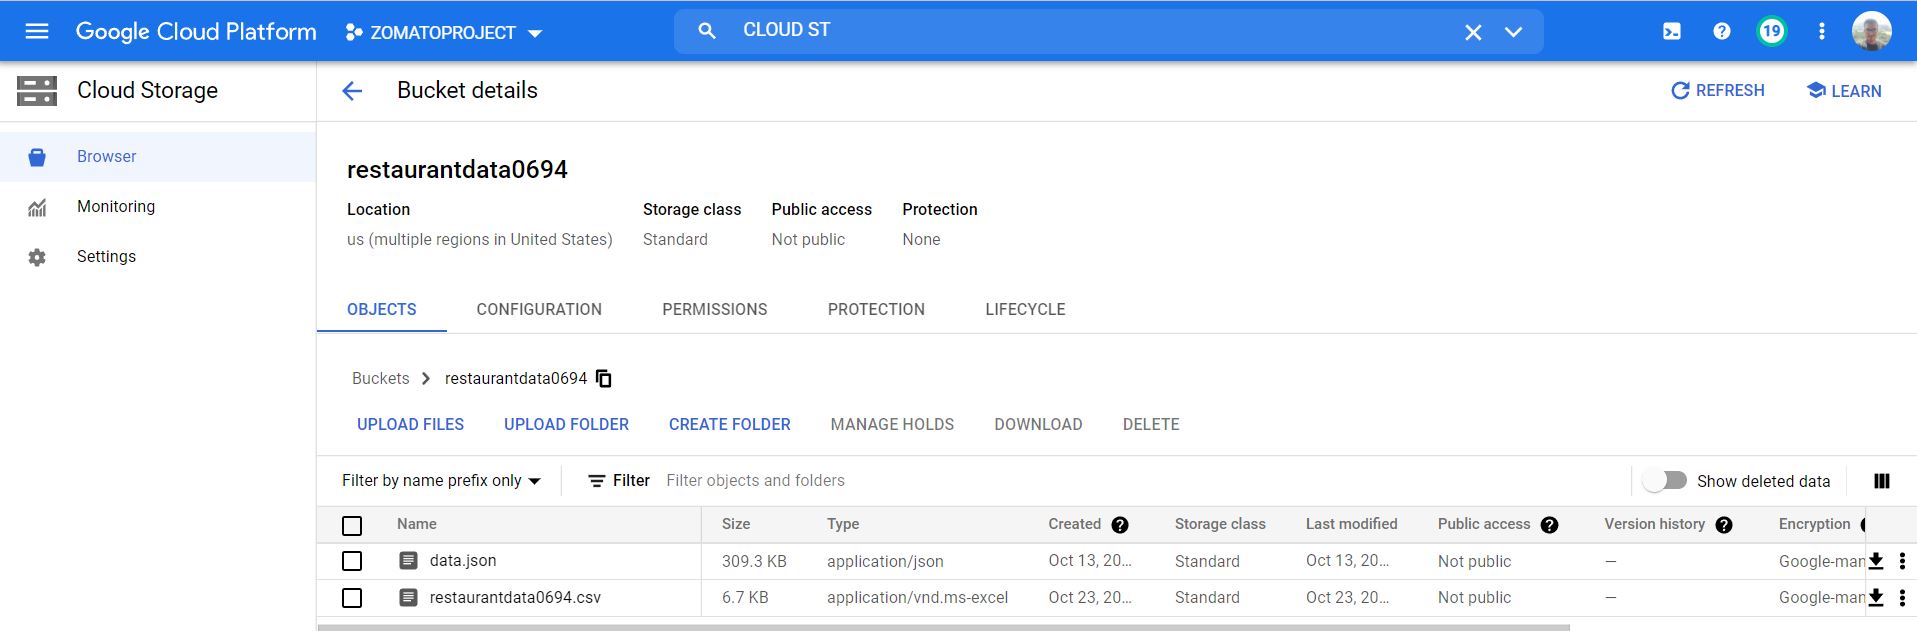 Google Cloud Platform ZOMATOPROJECT CLOUD ST 19
Cloud Storage Bucket details REFRESH LEARN
Browser
Monitoring
Settings
restaurantdata0694
Location Storage class Public access Protection
us (multiple regions in United States) Standard Not public None
OBJECTS CONFIGURATION PERMISSIONS PROTECTION LIFECYCLE
Buckets restaurantdata0694
UPLOAD FILES UPLOAD FOLDER CREATE FOLDER MANAGE HOLDS DOWNLOAD DELETE
Filter by name prefix only Filter Filter objects and folders Show deleted data
Name Size Type Created Storage class Last modified Public access Version history Encryption
data.json 309.3 KB application/json Oct 13, 20... Standard Oct 13, 20... Not public — Google-man
restaurantdata0694.csv 6.7 KB application/vnd.ms-excel Oct 23, 20... Standard Oct 23, 20... Not public — Google-man